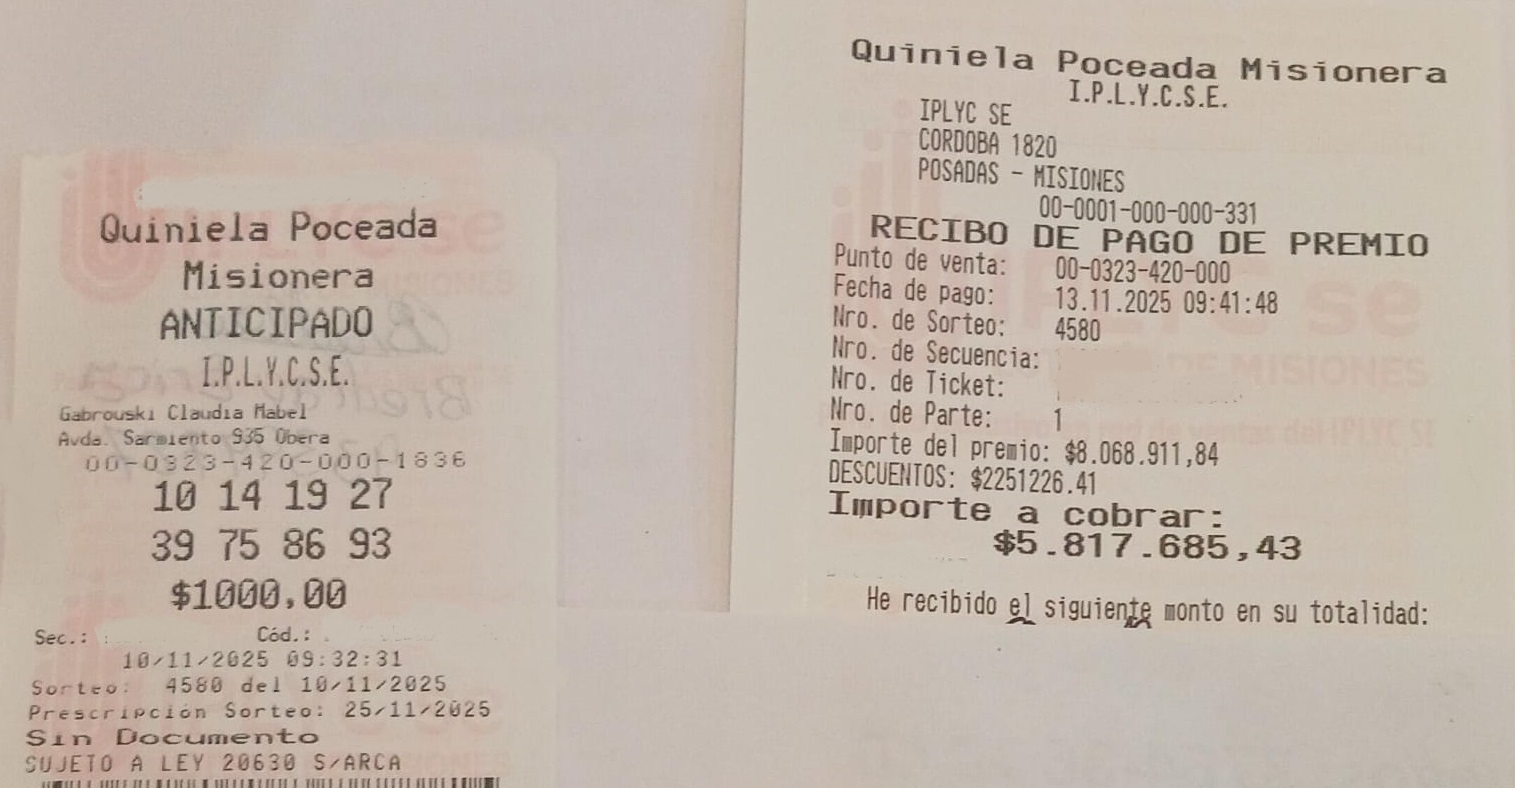 Quiniela Poceada
Misionera
ANTICIPADO
I.P.L.Y.C.S.E.
Gabrouski Claudia Mabel
Avda. Sarmiento 935 Obera
00-0323-420-000-1836
10 14 19 27
39 75 86 93
$1000,00
Sec.: Cód.:
10/11/2025 09:32:31
Sorteo: 4580 del 10/11/2025
Prescripción Sorteo: 25/11/2025
Sin Documento
SUJETO A LEY 20630 S/ARCA
Quiniela Poceada Misionera
I.P.L.Y.C.S.E.
IPLYC SE
CORDOBA 1820
POSADAS - MISIONES
00-0001-000-000-331
RECIBO DE PAGO DE PREMIO
Punto de venta: 00-0323-420-000
Fecha de pago: 13.11.2025 09:41:48
Nro. de Sorteo: 4580
Nro. de Secuencia:
Nro. de Ticket:
Nro. de Parte: 1
Importe del premio: $8.068.911,84
DESCUENTOS: $2251226.41
Importe a cobrar:
$5.817.685,43
He recibido el siguiente monto en su totalidad: